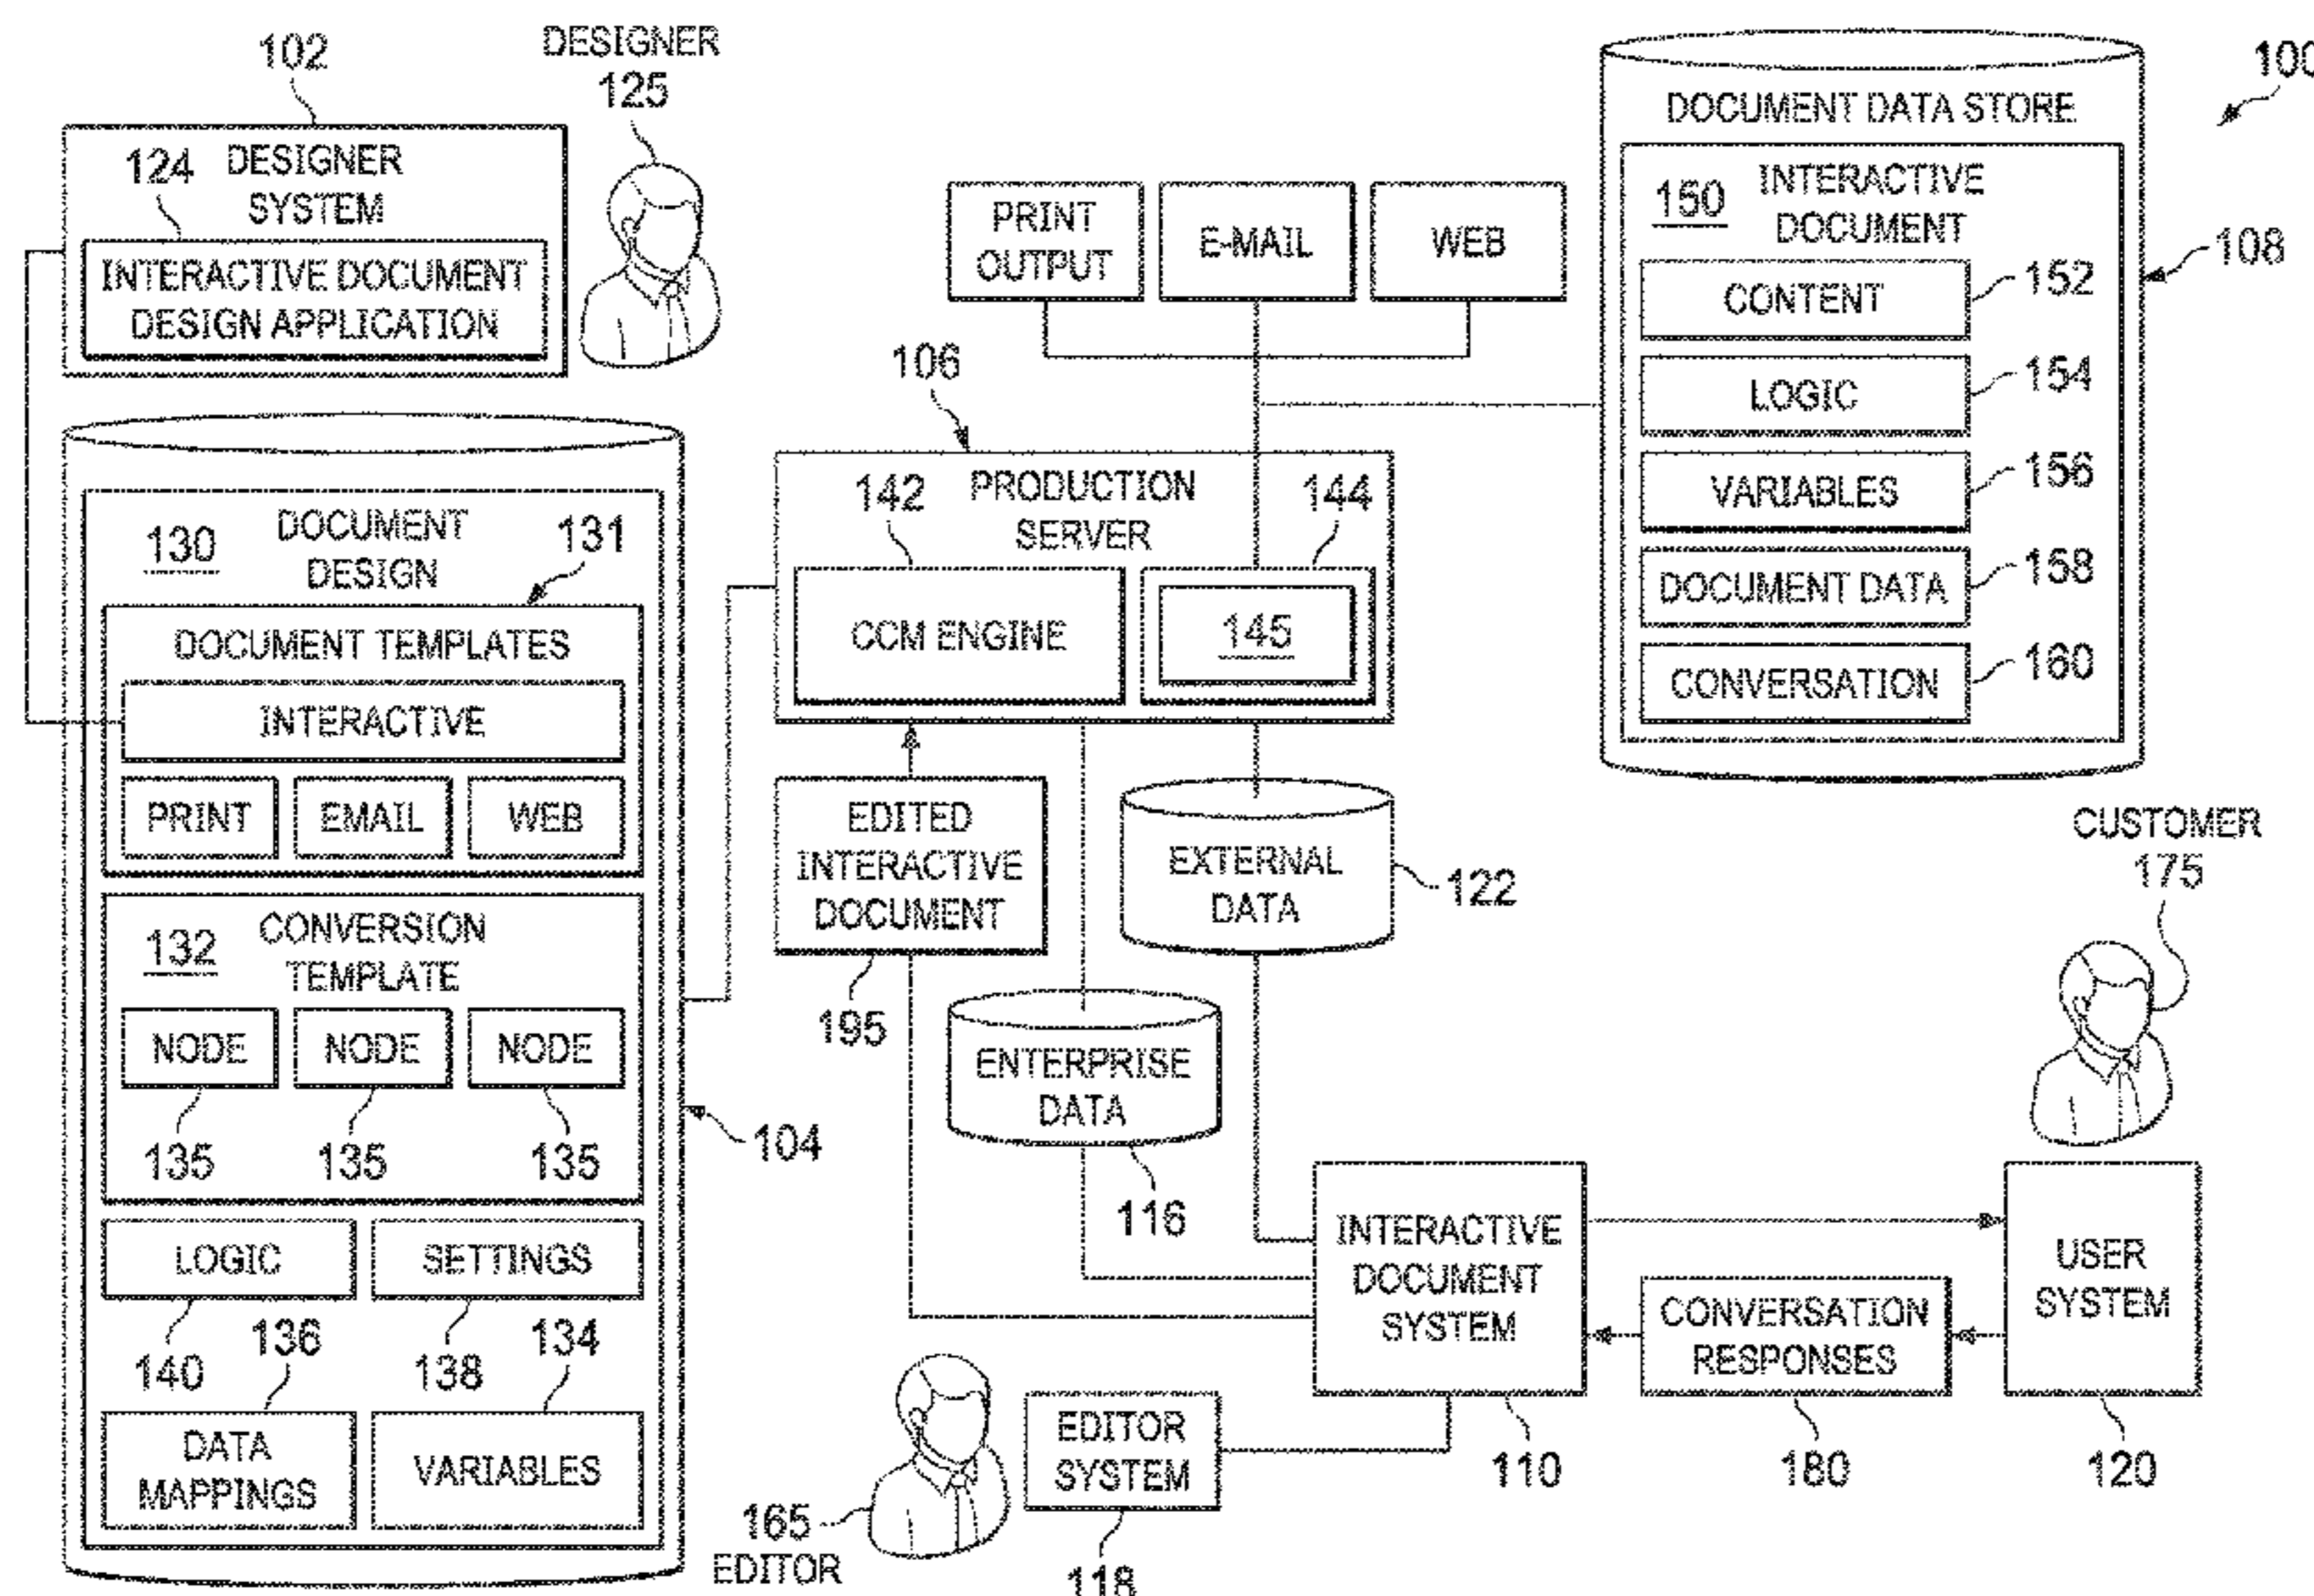 102
DESIGNER
125
124
DESIGNER
SYSTEM
INTERACTIVE DOCUMENT
DESIGN APPLICATION
PRINT
OUTPUT
E-MAIL
WEB
100
DOCUMENT DATA STORE
150
INTERACTIVE
DOCUMENT
108
CONTENT
152
LOGIC
154
VARIABLES
156
DOCUMENT DATA
158
CONVERSATION
160
106
142
PRODUCTION
SERVER
144
CCM ENGINE
145
130
DOCUMENT
DESIGN
131
DOCUMENT TEMPLATES
INTERACTIVE
PRINT
EMAIL
WEB
132
CONVERSION
TEMPLATE
NODE
NODE
NODE
135
135
135
104
LOGIC
SETTINGS
140
136
138
134
DATA
MAPPINGS
VARIABLES
EDITED
INTERACTIVE
DOCUMENT
195
EXTERNAL
DATA
122
ENTERPRISE
DATA
116
CUSTOMER
175
INTERACTIVE
DOCUMENT
SYSTEM
110
CONVERSATION
RESPONSES
180
USER
SYSTEM
120
165
EDITOR
EDITOR
SYSTEM
118